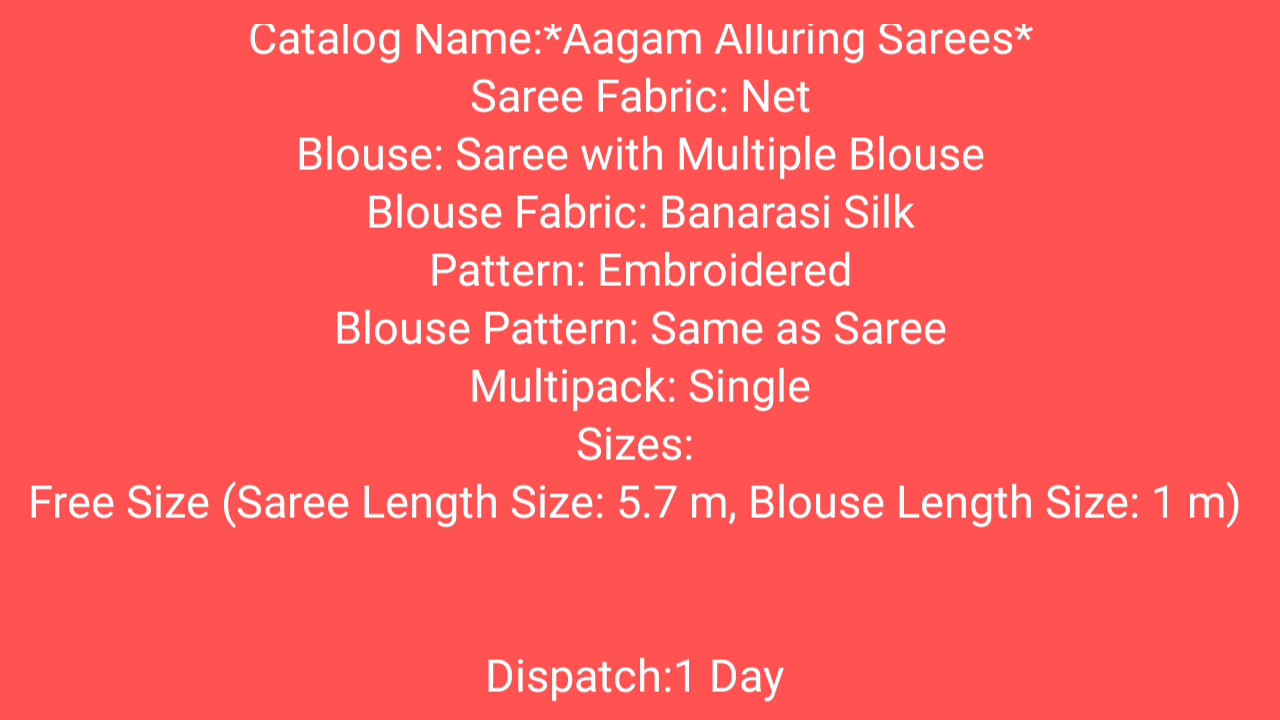 Catalog Name:*Aagam Alluring Sarees*
Saree Fabric: Net
Blouse: Saree with Multiple Blouse
Blouse Fabric: Banarasi Silk
Pattern: Embroidered
Blouse Pattern: Same as Saree
Multipack: Single
Sizes:
Free Size (Saree Length Size: 5.7 m, Blouse Length Size: 1 m)
Dispatch:1 Day